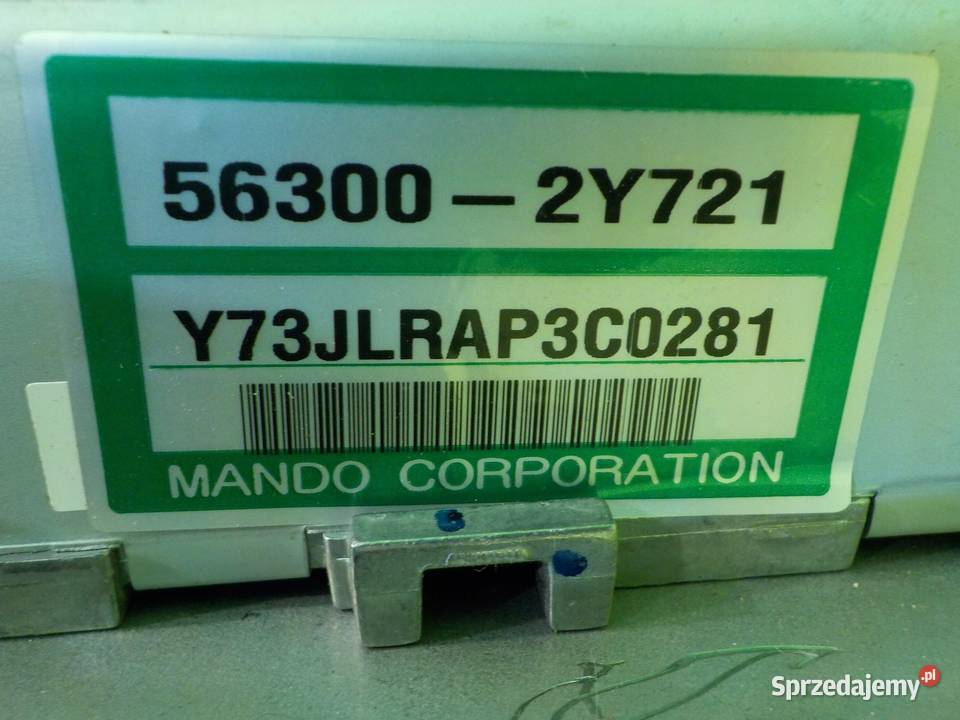 56300-2Y721
Y73JLRAP3C0281
MANDO CORPORATION
Sprzedajemy.pl